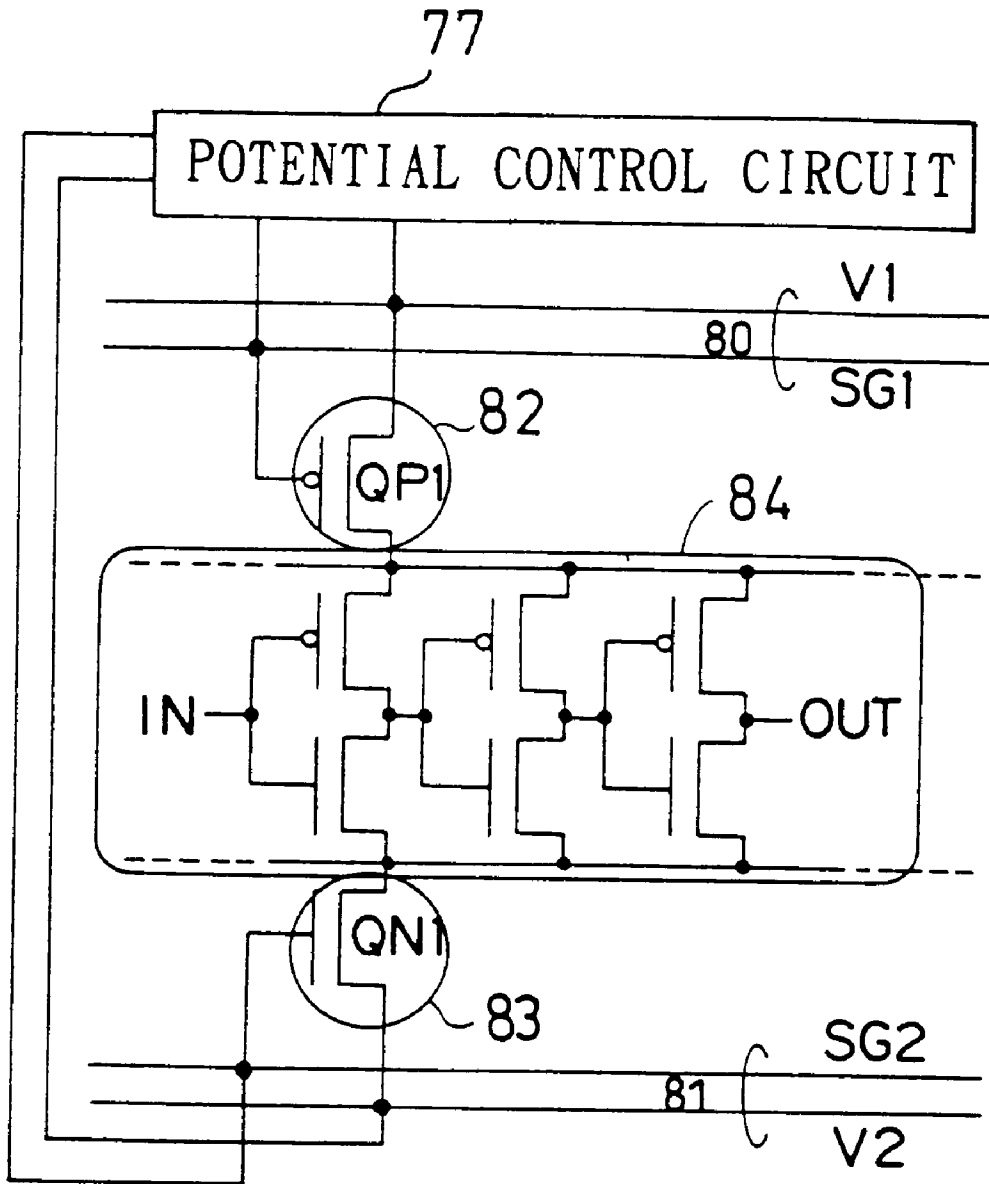 77
POTENTIAL CONTROL CIRCUIT
V1
80
SG1
82
QP1
84
IN
OUT
QN1
83
SG2
81
V2